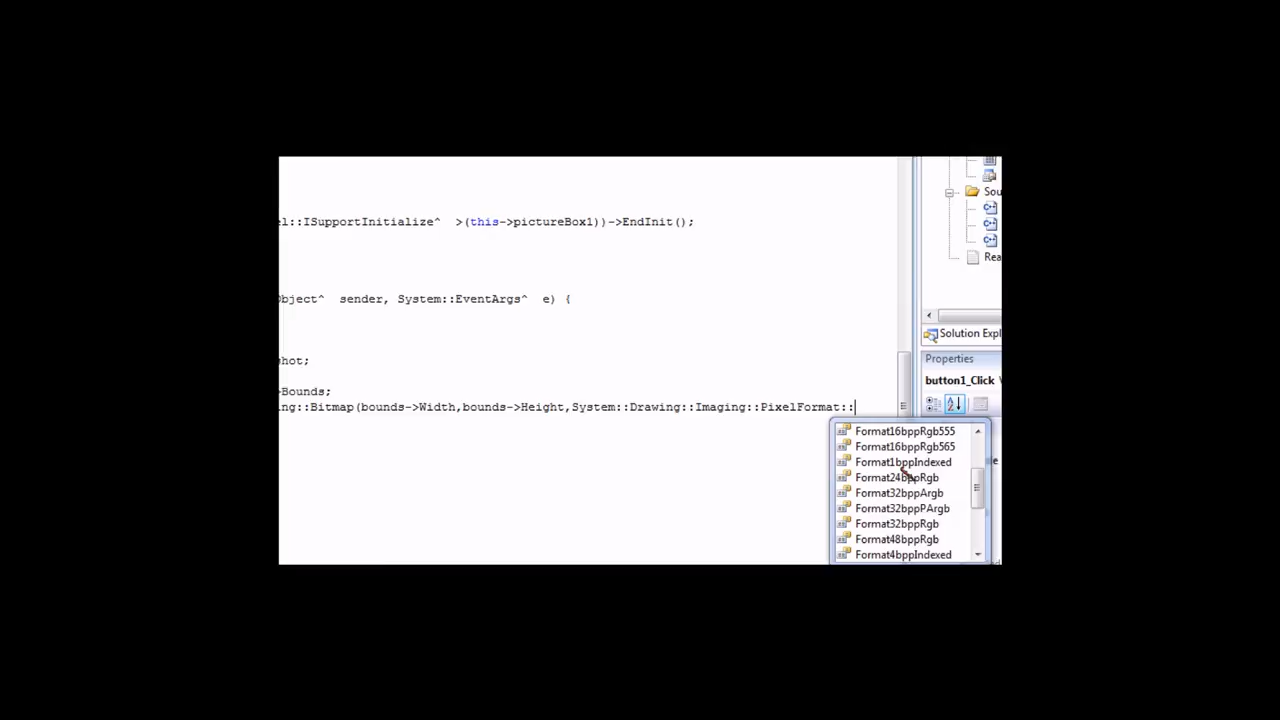 Sou
el::ISupportInitialize^  >(this->pictureBox1))->EndInit();
Rea
Object^  sender, System::EventArgs^  e) {
Solution Expl
hot;
Properties
button1_Click
>Bounds;
ng::Bitmap(bounds->Width,bounds->Height,System::Drawing::Imaging::PixelFormat::
Format16bppRgb555
Format16bppRgb565
Format1bppIndexed
Format24bppRgb
Format32bppArgb
Format32bppPArgb
Format32bppRgb
Format48bppRgb
Format4bppIndexed